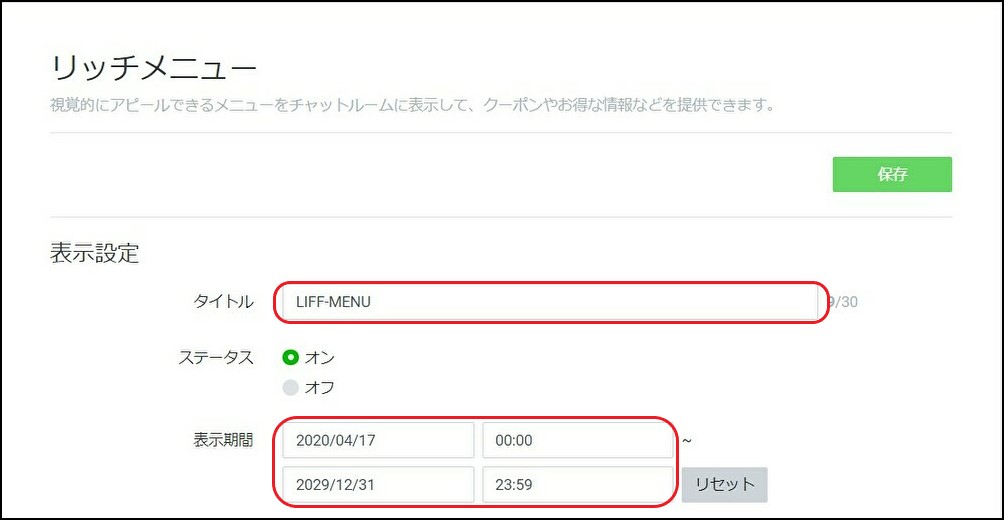 リッチメニュー
視覚的にアピールできるメニューをチャットルームに表示して、クーポンやお得な情報などを提供できます。
保存
表示設定
タイトル LIFF-MENU 9/30
ステータス オン
オフ
表示期間 2020/04/17 00:00 ~
2029/12/31 23:59 リセット